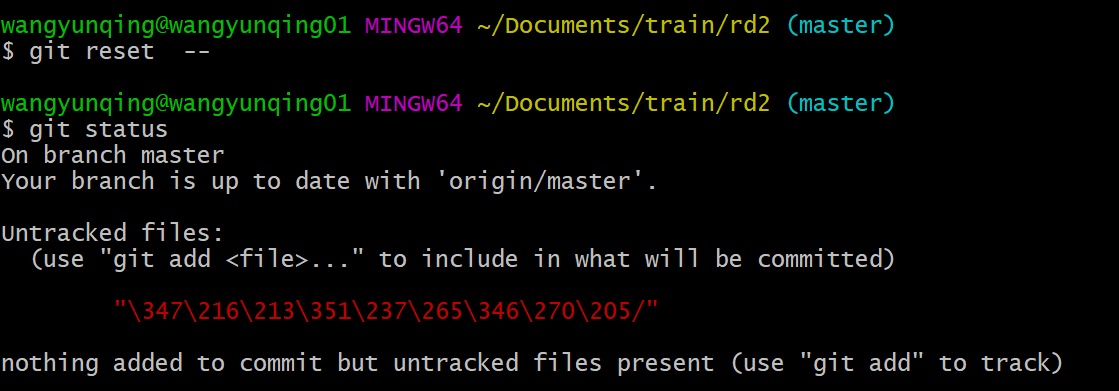 wangyunqing@wangyunqing01 MINGW64 ~/Documents/train/rd2 (master)
$ git reset  --
wangyunqing@wangyunqing01 MINGW64 ~/Documents/train/rd2 (master)
$ git status
On branch master
Your branch is up to date with 'origin/master'.
Untracked files:
  (use "git add <file>..." to include in what will be committed)
        "\347\216\213\351\237\265\346\270\205/"
nothing added to commit but untracked files present (use "git add" to track)